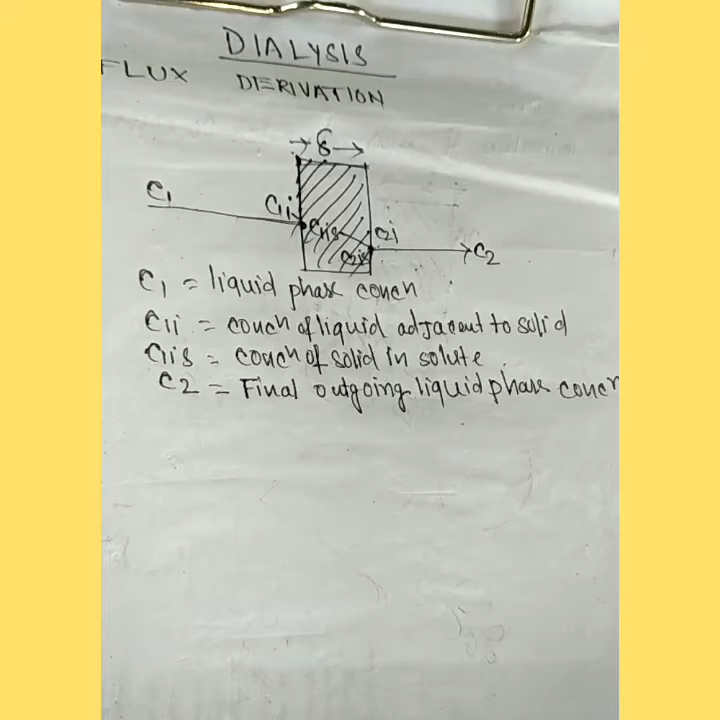 DIALYSIS
FLUX DERIVATION
δ
C1 C1i C1is C2i
C2is C2
C1 = liquid phase concn
C1i = concn of liquid adjacent to solid
C1is = concn of solid in solute
C2 = Final outgoing liquid phase concn